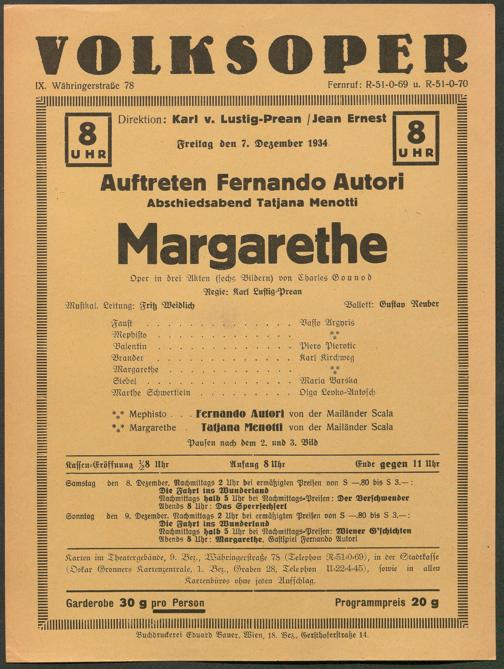 VOLKSOPER
IX. Währingerstraße 78 Fernruf: R-51-0-69 u. R-51-0-70
8 UHR
Direktion: Karl v. Lustig-Prean / Jean Ernest
8 UHR
Freitag den 7. Dezember 1934
Auftreten Fernando Autori
Abschiedsabend Tatjana Menotti
Margarethe
Oper in drei Akten (sechs Bildern) von Charles Gounod
Regie: Karl Lustig-Prean
Musikal. Leitung: Fritz Weidlich Ballett: Gustav Neuber
Faust . . . . . . . . . . . Vasso Argyris
Mephisto . . . . . . . . . . . ***
Valentin . . . . . . . . . . . Piero Pierotic
Brander . . . . . . . . . . . Karl Kirchweg
Margarethe . . . . . . . . . . . ***
Siebel . . . . . . . . . . . Maria Barska
Marthe Schwertlein . . . . . . . . . . . Olga Levko-Antosch
*** Mephisto . . . Fernando Autori von der Mailänder Scala
*** Margarethe . . Tatjana Menotti von der Mailänder Scala
Pausen nach dem 2. und 3. Bild
Kassen-Eröffnung ½8 Uhr Anfang 8 Uhr Ende gegen 11 Uhr
Samstag den 8. Dezember, Nachmittags 2 Uhr bei ermäßigten Preisen von S —.80 bis S 3.—:
Die Fahrt ins Wunderland
Nachmittags halb 5 Uhr bei Nachmittags-Preisen: Der Verschwender
Abends 8 Uhr: Das Sperrsechserl
Sonntag den 9. Dezember, Nachmittags 2 Uhr bei ermäßigten Preisen von S —.80 bis S 3.—:
Die Fahrt ins Wunderland
Nachmittags halb 5 Uhr bei Nachmittags-Preisen: Wiener G'schichten
Abends 8 Uhr: Margarethe, Gastspiel Fernando Autori
Karten im Theatergebäude, 9. Bez., Währingerstraße 78 (Telephon R-51-0-69), in der Stadtkasse
(Oskar Gronners Kartenzentrale, 1. Bez., Graben 28, Telephon U-22-4-45), sowie in allen
Kartenbüros ohne jeden Aufschlag.
Garderobe 30 g pro Person Programmpreis 20 g
Buchdruckerei Eduard Bauer, Wien, 18. Bez., Gersthoferstraße 14.